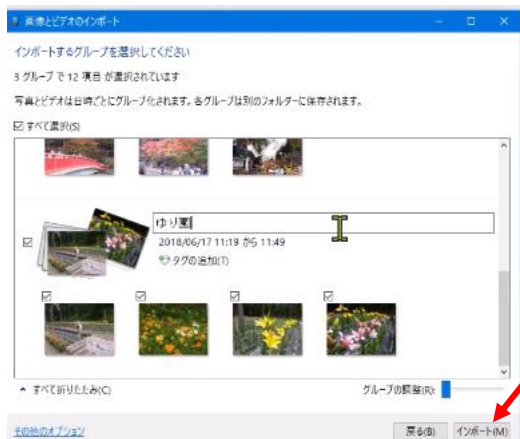 画像とビデオのインポート
インポートするグループを選択してください
3 グループ で 12 項目 が選択されています
写真とビデオは日時ごとにグループ化されます。各グループは別のフォルダーに保存されます。
すべて選択(S)
ゆり園
2018/06/17 11:19 から 11:49
タグの追加(T)
すべて折りたたみ(C)
グループの調整(R):
その他のオプション
戻る(B)
インポート(M)